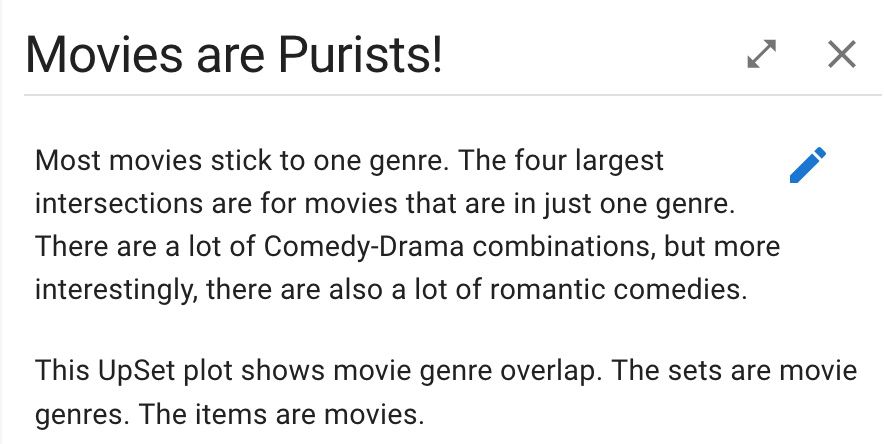 Movies are Purists!
Most movies stick to one genre. The four largest
intersections are for movies that are in just one genre.
There are a lot of Comedy-Drama combinations, but more
interestingly, there are also a lot of romantic comedies.
This UpSet plot shows movie genre overlap. The sets are movie
genres. The items are movies.